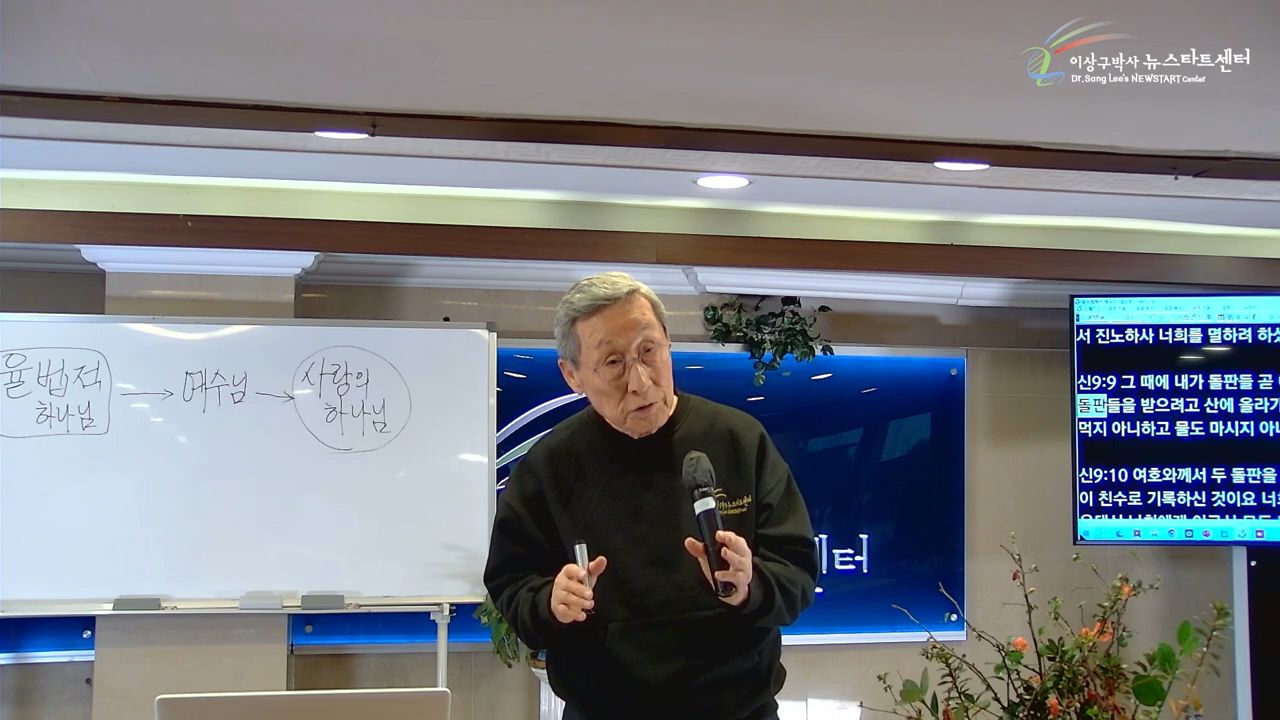 이상구박사 뉴스타트센터
Dr. Sang Lee's NEWSTART Center
율법적
하나님
예수님
사랑의
하나님
서 진노하사 너희를 멸하려 하셨
신9:9 그 때에 내가 돌판들 곧
돌판들을 받으려고 산에 올라가
먹지 아니하고 물도 마시지 아니
신9:10 여호와께서 두 돌판을
이 친수로 기록하신 것이요 너희
센터